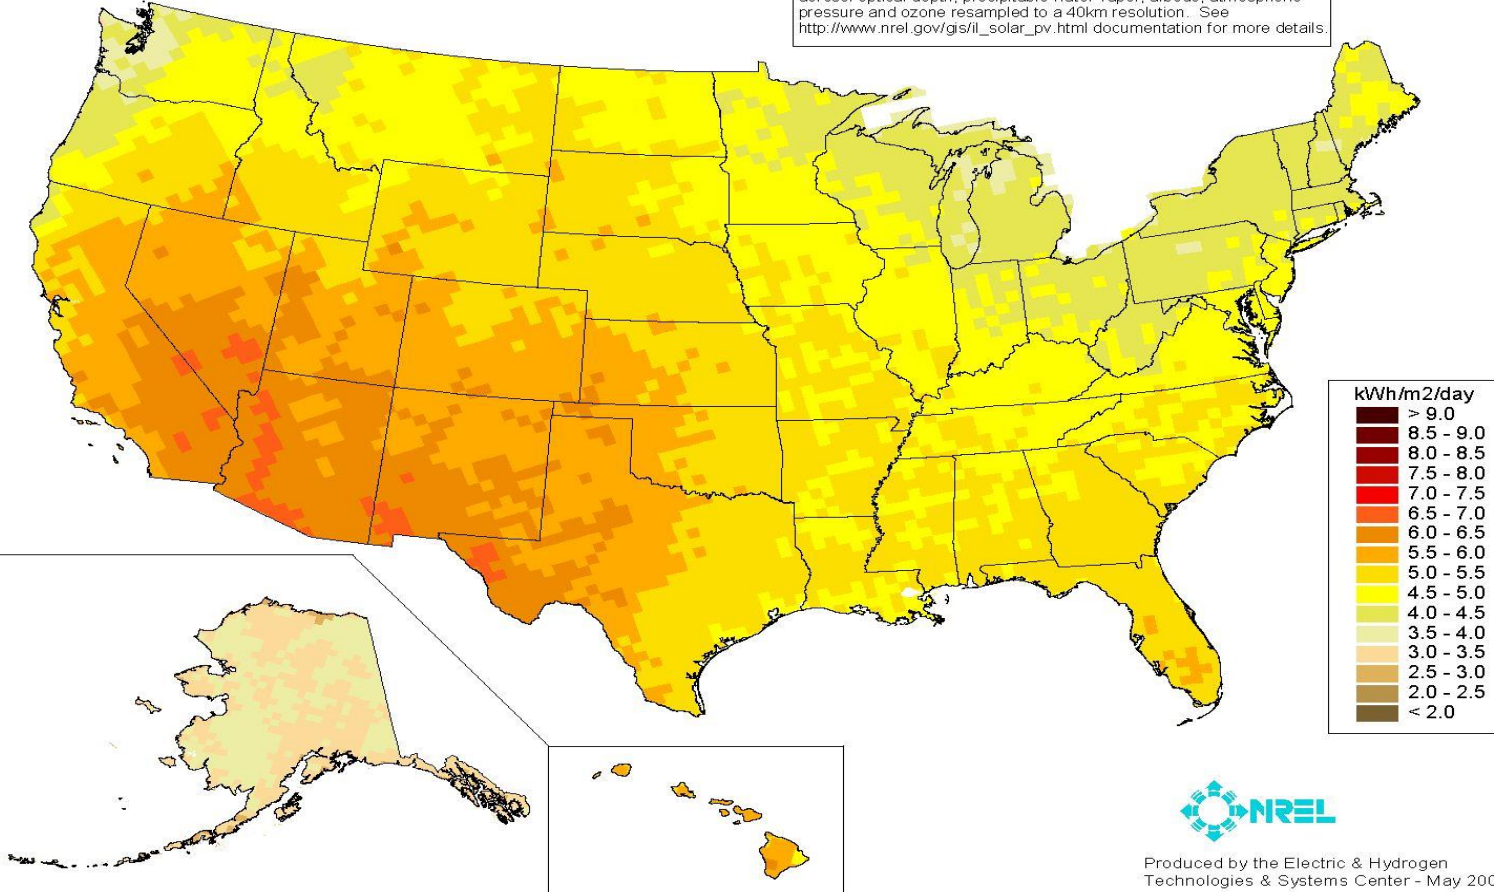 pressure and ozone resampled to a 40km resolution. See
http://www.nrel.gov/gis/il_solar_pv.html documentation for more details.
kWh/m2/day
> 9.0
8.5 - 9.0
8.0 - 8.5
7.5 - 8.0
7.0 - 7.5
6.5 - 7.0
6.0 - 6.5
5.5 - 6.0
5.0 - 5.5
4.5 - 5.0
4.0 - 4.5
3.5 - 4.0
3.0 - 3.5
2.5 - 3.0
2.0 - 2.5
< 2.0
NREL
Produced by the Electric & Hydrogen
Technologies & Systems Center - May 200